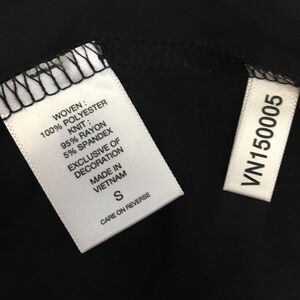 WOVEN :
100% POLYESTER
KNIT :
95% RAYON
5% SPANDEX
EXCLUSIVE OF
DECORATION
MADE IN
VIETNAM
S
CARE ON REVERSE
VN150005